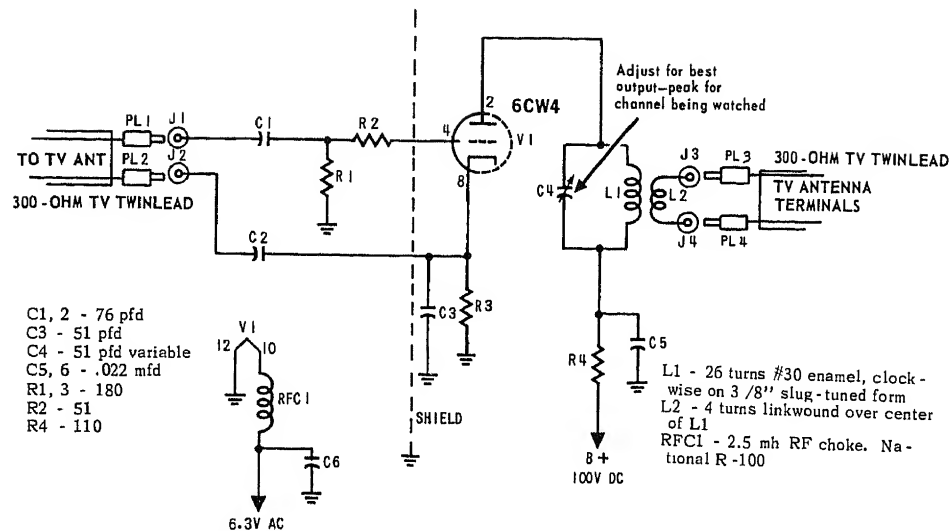 PL1
J1
C1
R2
4
2
6CW4
V1
8
Adjust for best
output-peak for
channel being watched
TO TV ANT
PL2
J2
300-OHM TV TWINLEAD
R1
C4
L1
L2
J3
PL3
300-OHM TV TWINLEAD
TV ANTENNA
TERMINALS
J4
PL4
C2
C3
R3
C1, 2 - 76 pfd
C3 - 51 pfd
C4 - 51 pfd variable
C5, 6 - .022 mfd
R1, 3 - 180
R2 - 51
R4 - 110
V1
12
10
RFC1
C6
6.3V AC
SHIELD
R4
C5
B+
100V DC
L1 - 26 turns #30 enamel, clock-
wise on 3/8" slug-tuned form
L2 - 4 turns linkwound over center
of L1
RFC1 - 2.5 mh RF choke. Na-
tional R-100